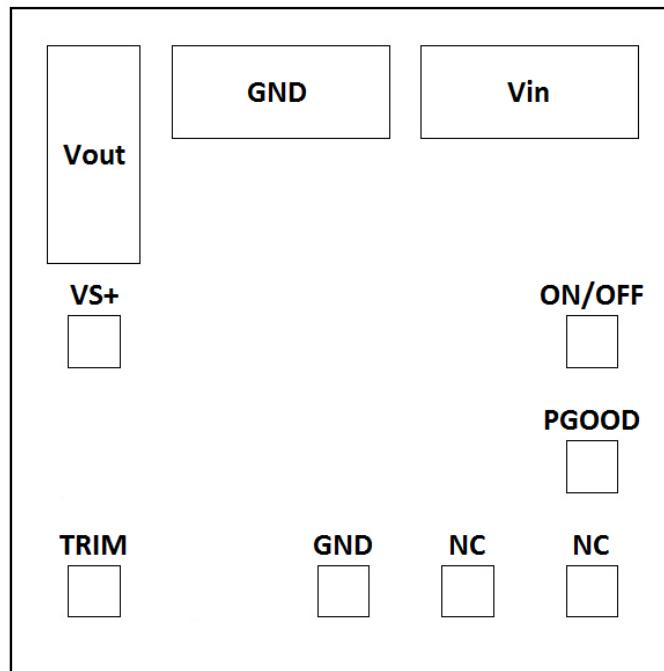 GND
Vin
Vout
VS+
ON/OFF
PGOOD
TRIM
GND
NC
NC